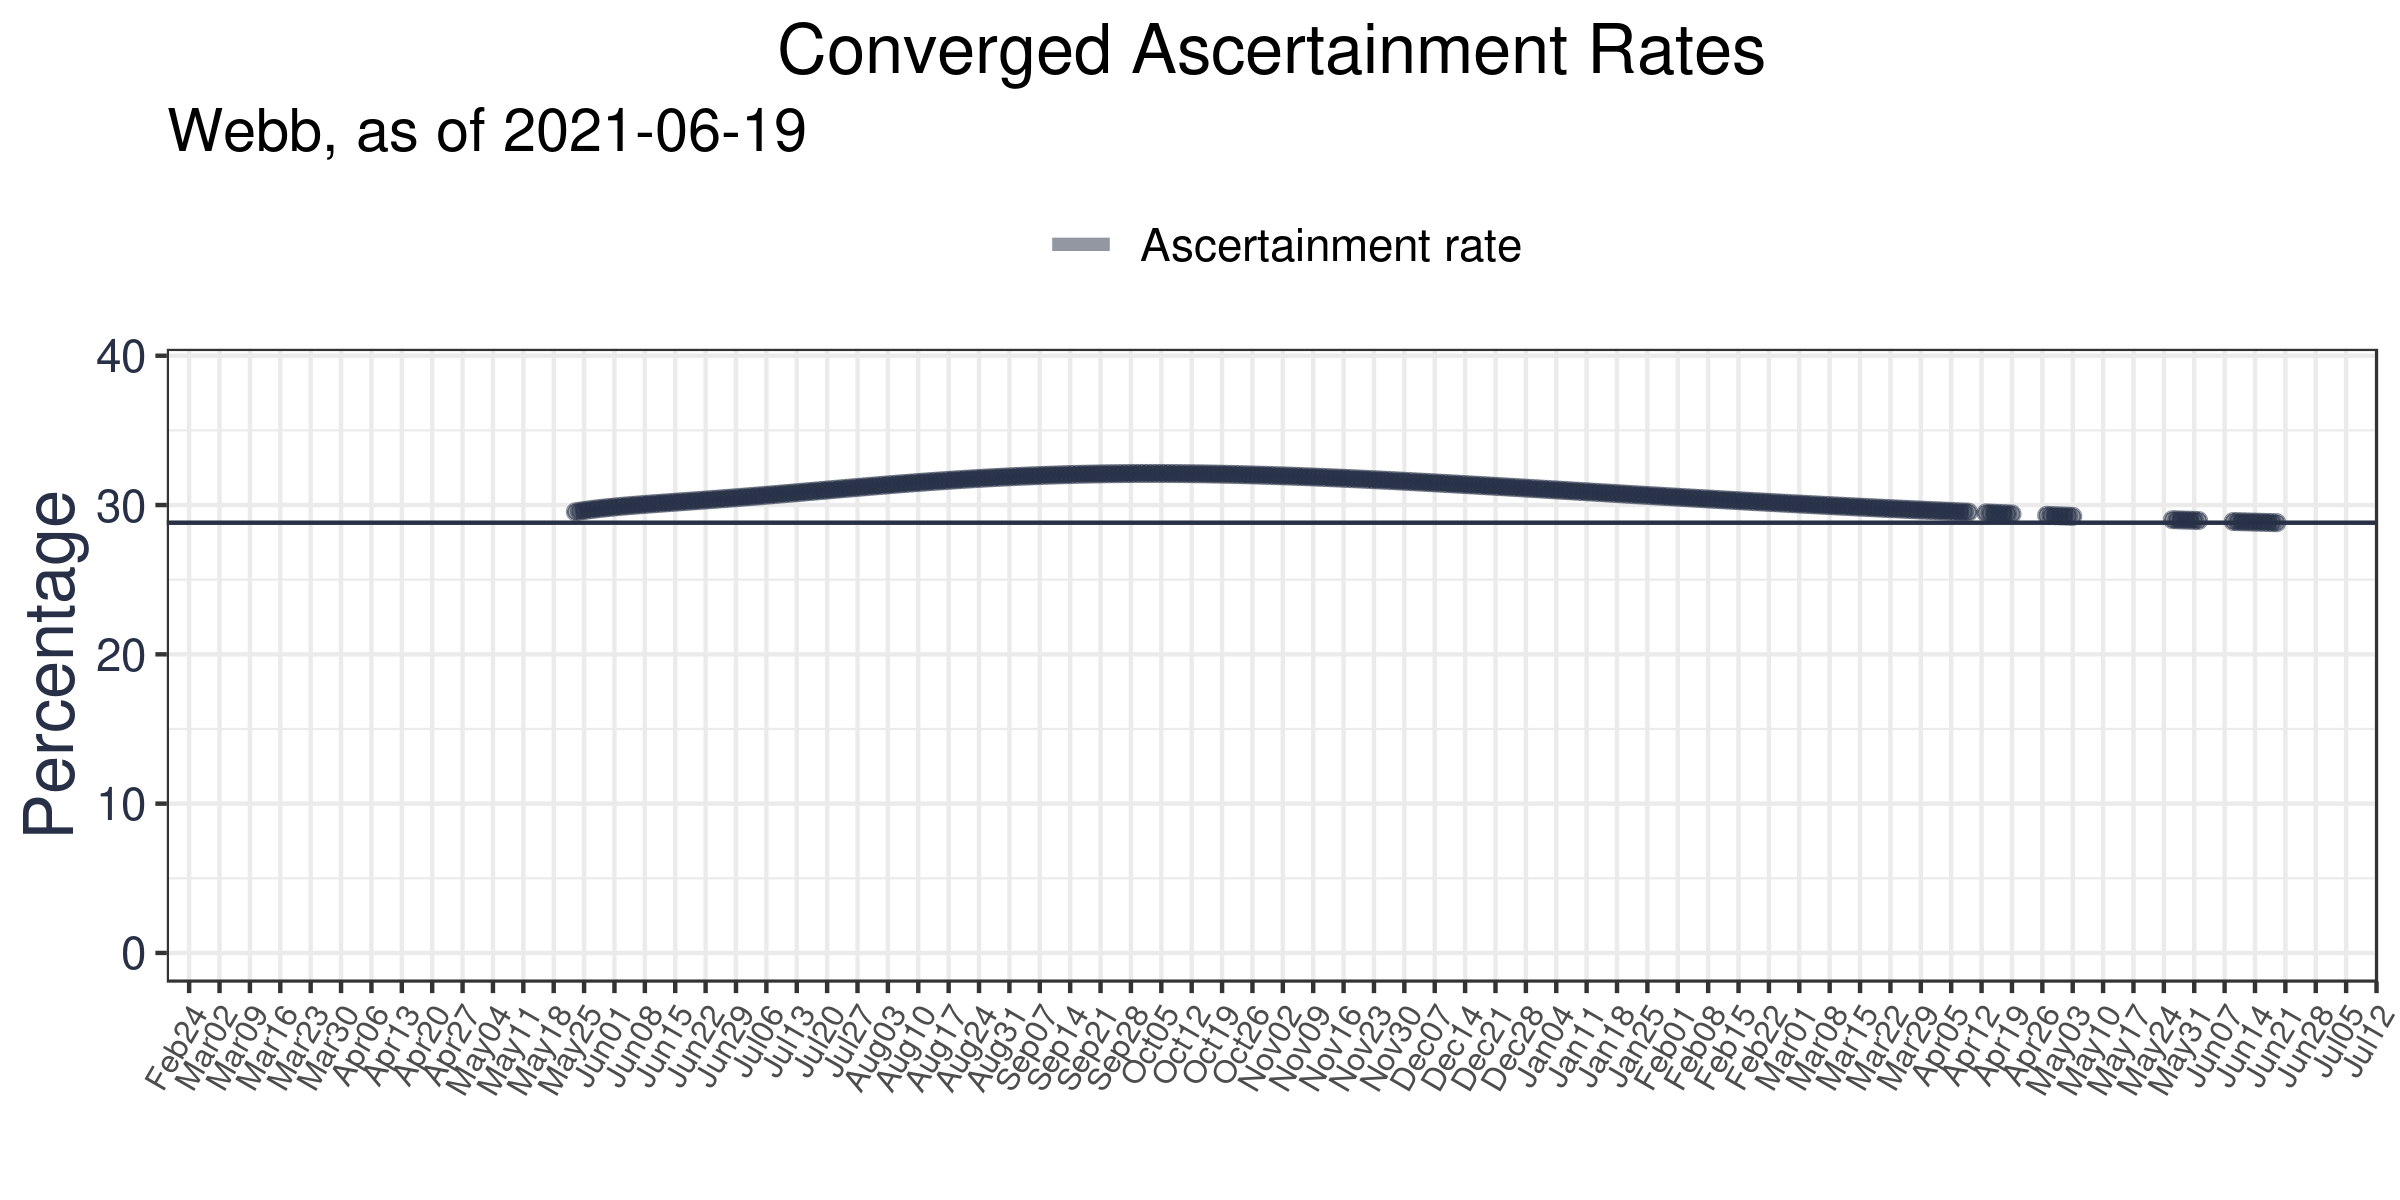 Converged Ascertainment Rates
Webb, as of 2021-06-19
Ascertainment rate
Percentage
40
30
20
10
0
Feb24
Mar02
Mar09
Mar16
Mar23
Mar30
Apr06
Apr13
Apr20
Apr27
May04
May11
May18
May25
Jun01
Jun08
Jun15
Jun22
Jun29
Jul06
Jul13
Jul20
Jul27
Aug03
Aug10
Aug17
Aug24
Aug31
Sep07
Sep14
Sep21
Sep28
Oct05
Oct12
Oct19
Oct26
Nov02
Nov09
Nov16
Nov23
Nov30
Dec07
Dec14
Dec21
Dec28
Jan04
Jan11
Jan18
Jan25
Feb01
Feb08
Feb15
Feb22
Mar01
Mar08
Mar15
Mar22
Mar29
Apr05
Apr12
Apr19
Apr26
May03
May10
May17
May24
May31
Jun07
Jun14
Jun21
Jun28
Jul05
Jul12